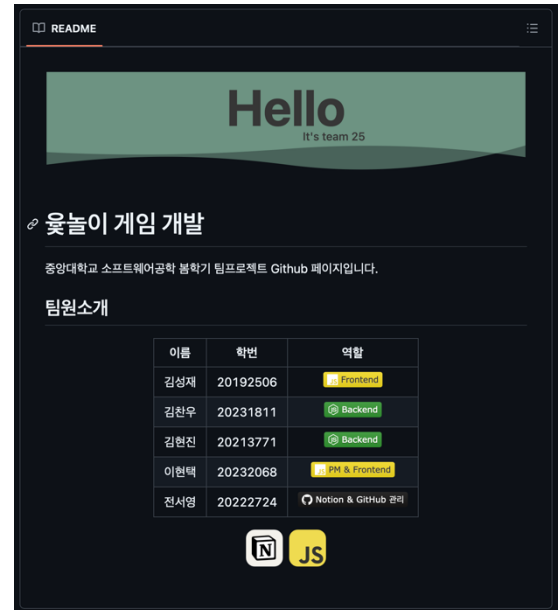 README
Hello
It's team 25
윷놀이 게임 개발
중앙대학교 소프트웨어공학 봄학기 팀프로젝트 Github 페이지입니다.
팀원소개
이름 학번 역할
김성재 20192506 JS Frontend
김찬우 20231811 JS Backend
김현진 20213771 JS Backend
이현택 20232068 JS PM & Frontend
전서영 20222724 Notion & GitHub 관리
N JS